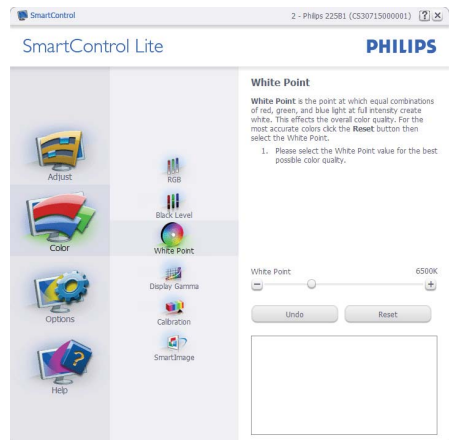 SmartControl
2 - Philips 225B1 (CS30715000001)
SmartControl Lite
PHILIPS
Adjust
Color
Options
Help
RGB
Black Level
White Point
Display Gamma
Calibration
SmartImage
White Point
White Point is the point at which equal combinations
of red, green, and blue light at full intensity create
white. This effects the overall color quality. For the
most accurate colors click the Reset button then
select the White Point.
1. Please select the White Point value for the best
possible color quality.
White Point 6500K
Undo Reset